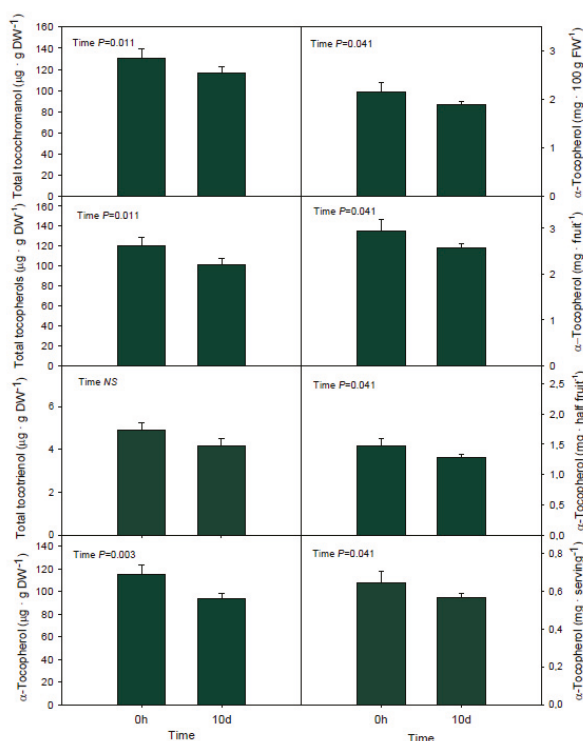 Total tocochromanol (µg · g DW⁻¹)
160
140
120
100
80
60
40
20
0
Time P=0.011
Time P=0.041
3
2
1
0
α-Tocopherol (mg · 100 g FW⁻¹)
Total tocopherols (µg · g DW⁻¹)
140
120
100
80
60
40
20
0
Time P=0.011
Time P=0.041
3
2
1
0
α-Tocopherol (mg · fruit⁻¹)
Total tocotrienol (µg · g DW⁻¹)
6
4
2
0
Time NS
Time P=0.041
2,5
2,0
1,5
1,0
0,5
0,0
α-Tocopherol (mg · half fruit⁻¹)
α-Tocopherol (µg · g DW⁻¹)
140
120
100
80
60
40
20
0
Time P=0.003
Time P=0.041
0,8
0,6
0,4
0,2
0,0
α-Tocopherol (mg · serving⁻¹)
0h
10d
Time
0h
10d
Time